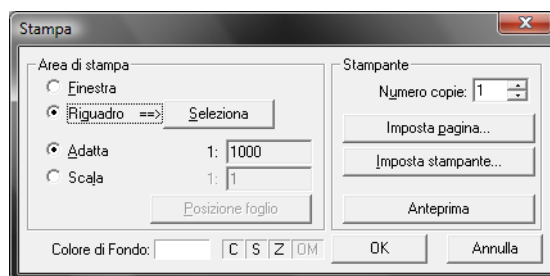 Stampa
Area di stampa
Finestra
Riquadro ==> Seleziona
Adatta 1: 1000
Scala 1: 1
Posizione foglio
Stampante
Numero copie: 1
Imposta pagina...
Imposta stampante...
Anteprima
Colore di Fondo: C S Z OM OK Annulla